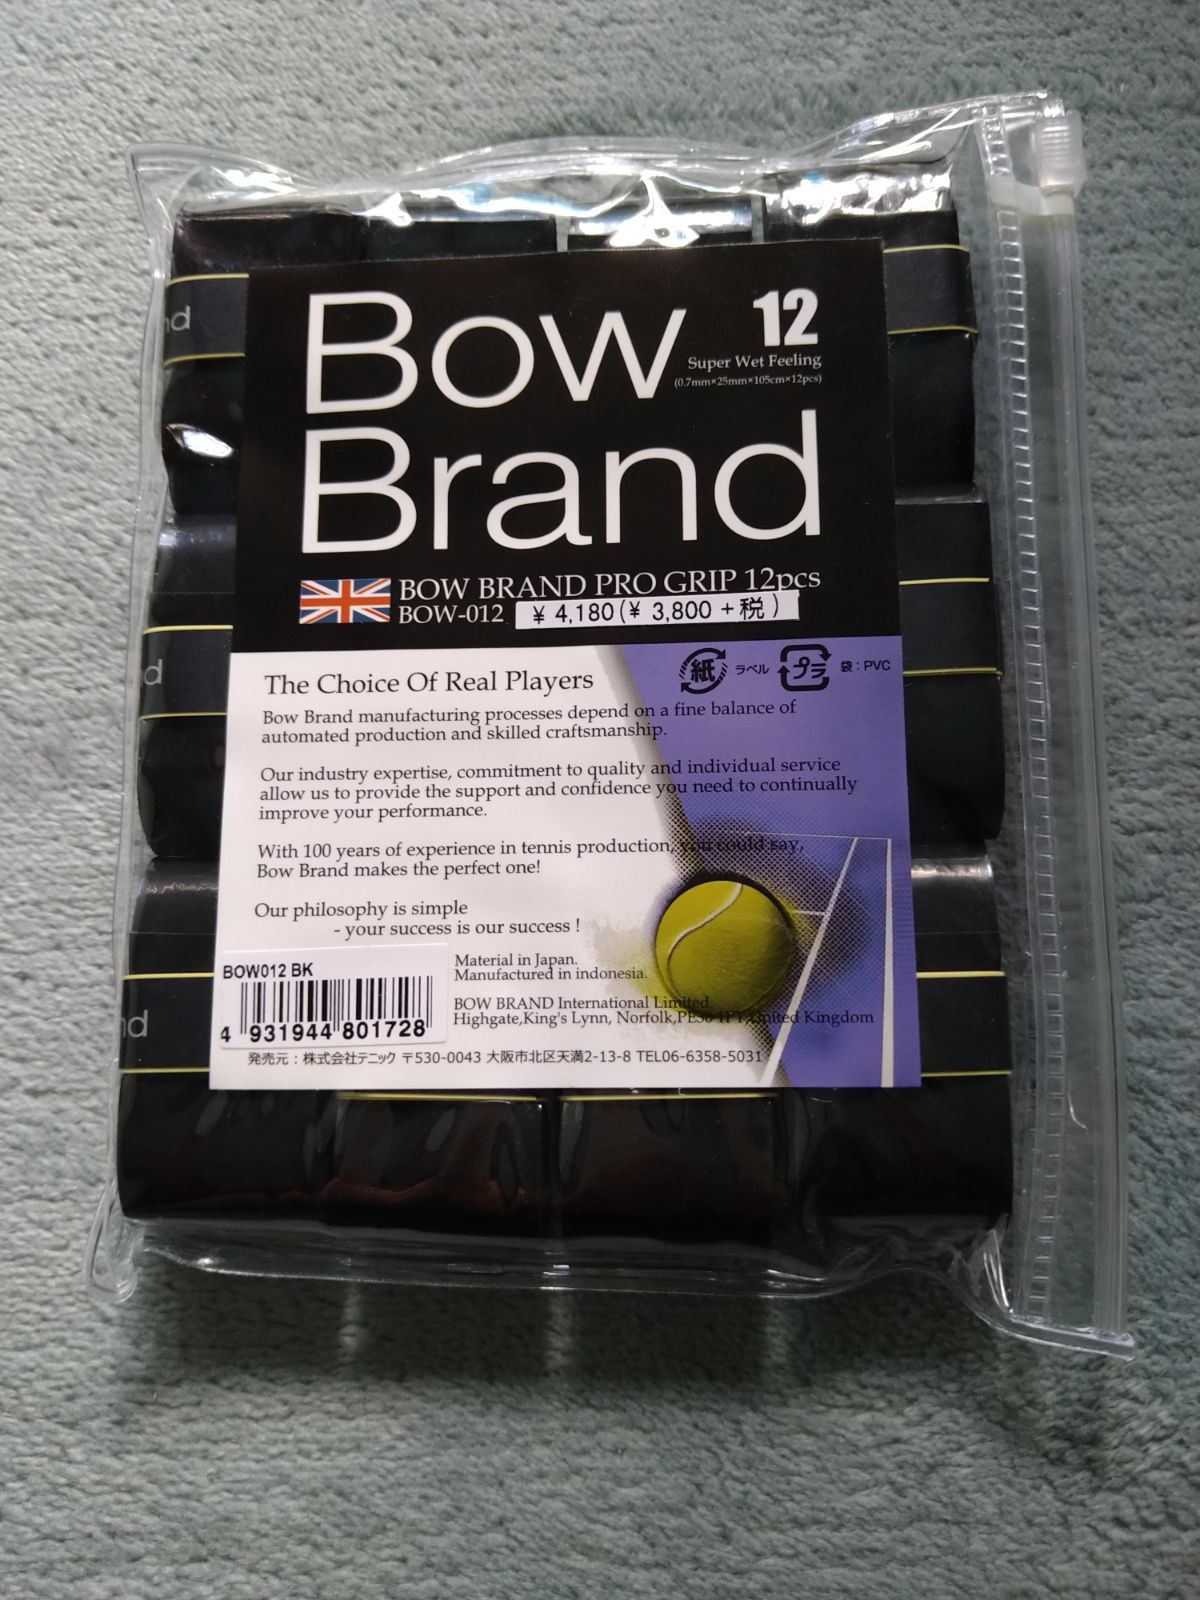 Bow
12
Super Wet Feeling
(0.7mm×25mm×105cm×12pcs)
Brand
BOW BRAND PRO GRIP 12pcs
BOW-012 ¥ 4,180(¥ 3,800 +税)
紙 ラベル プラ 袋:PVC
The Choice Of Real Players
Bow Brand manufacturing processes depend on a fine balance of
automated production and skilled craftsmanship.
Our industry expertise, commitment to quality and individual service
allow us to provide the support and confidence you need to continually
improve your performance.
With 100 years of experience in tennis production, you could say,
Bow Brand makes the perfect one!
Our philosophy is simple
- your success is our success !
BOW012 BK
4 931944 801728
Material in Japan.
Manufactured in indonesia.
BOW BRAND International Limited.
Highgate,King's Lynn, Norfolk, United Kingdom
発売元:株式会社テニック 〒530-0043 大阪市北区天満2-13-8 TEL06-6358-5031
nd
d
nd